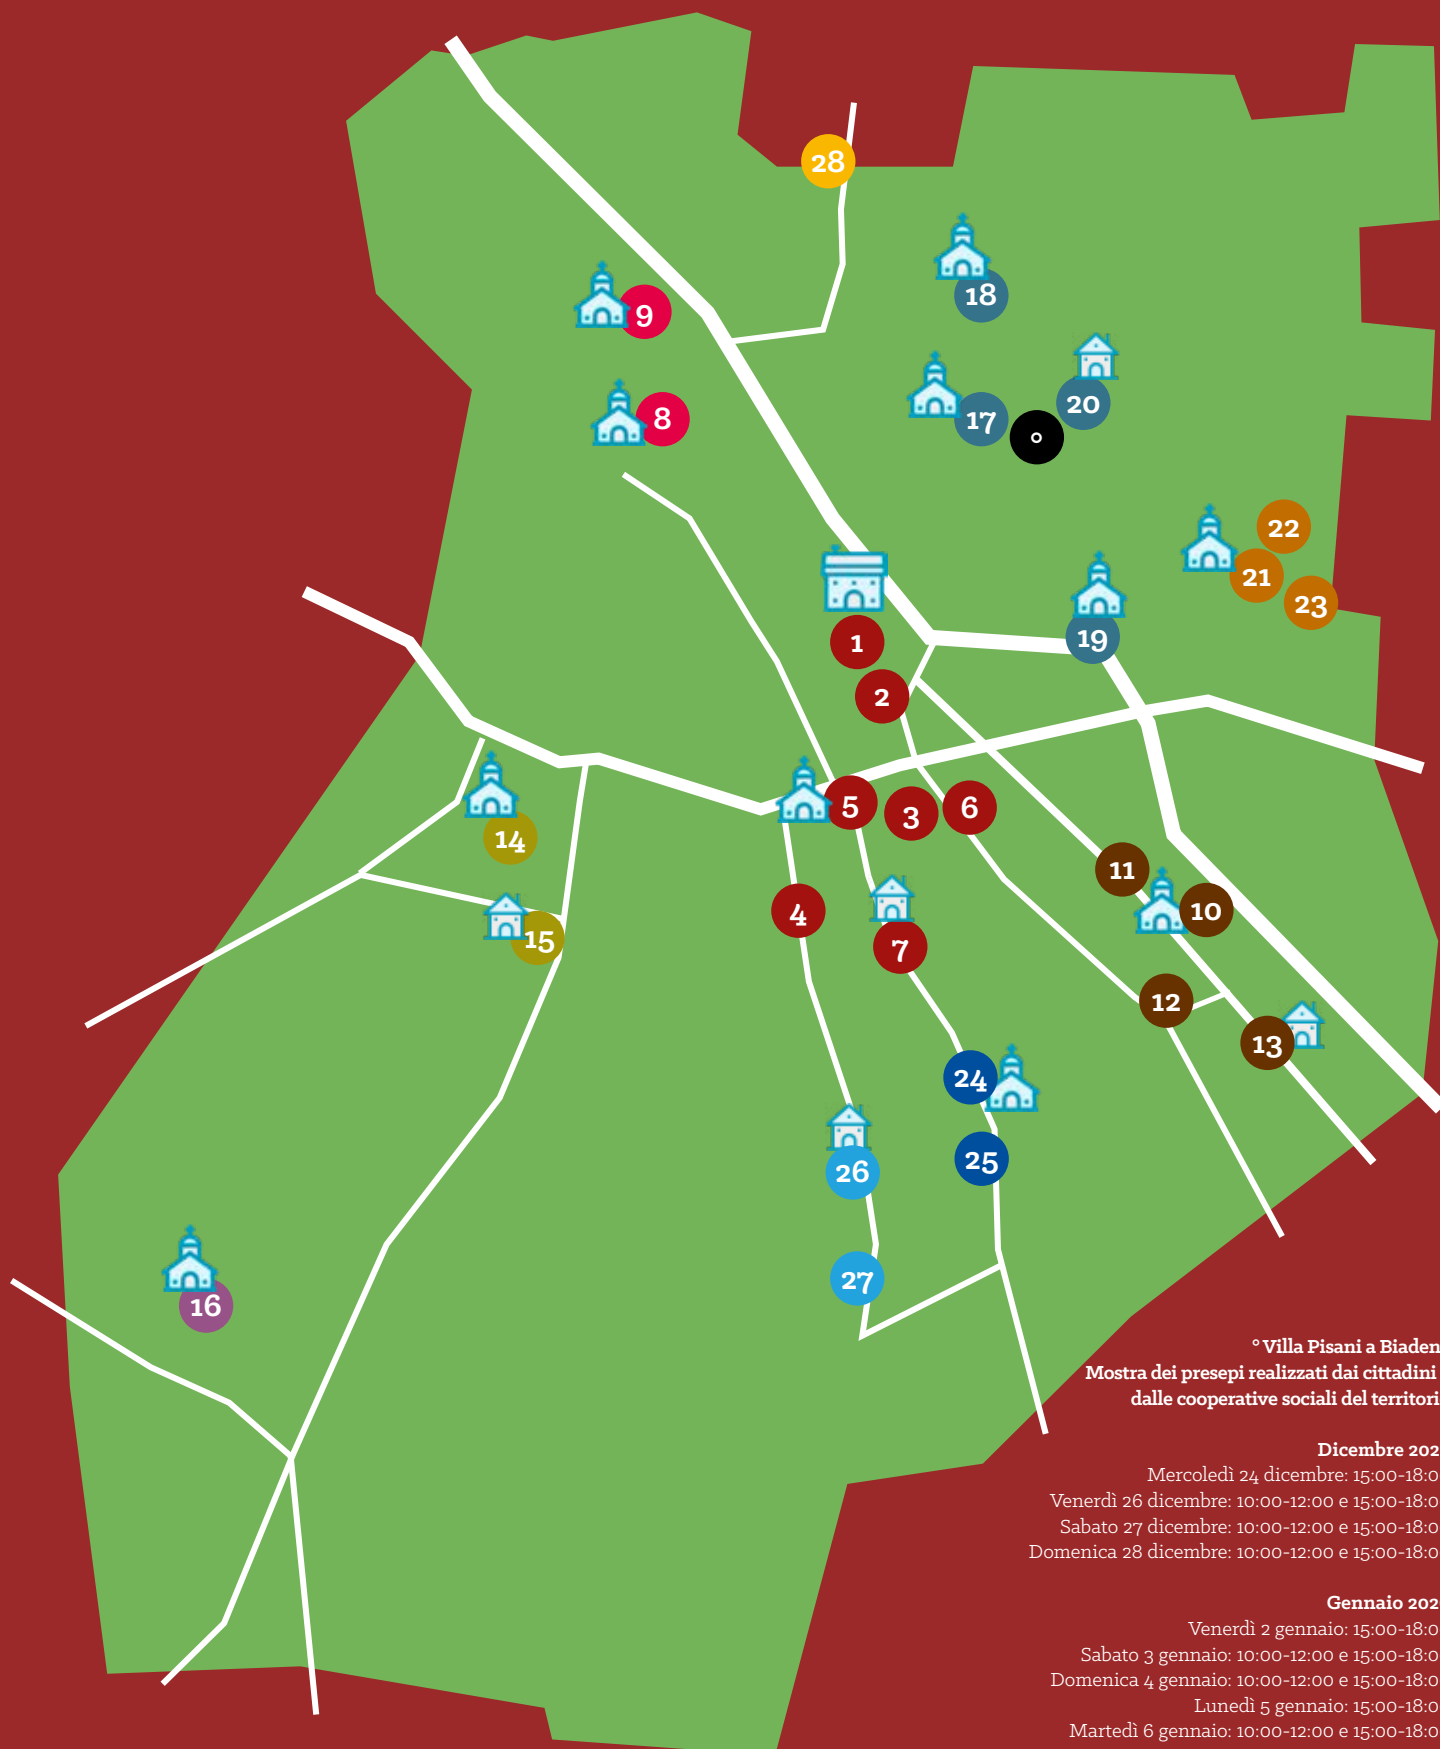 28
18
9
20
8
17
°
22
21
23
1
19
2
5
3
6
14
11
4
10
15
7
12
13
24
25
26
27
16
° Villa Pisani a Biaden
Mostra dei presepi realizzati dai cittadini
dalle cooperative sociali del territori
Dicembre 202
Mercoledì 24 dicembre: 15:00-18:0
Venerdì 26 dicembre: 10:00-12:00 e 15:00-18:0
Sabato 27 dicembre: 10:00-12:00 e 15:00-18:0
Domenica 28 dicembre: 10:00-12:00 e 15:00-18:0
Gennaio 202
Venerdì 2 gennaio: 15:00-18:0
Sabato 3 gennaio: 10:00-12:00 e 15:00-18:0
Domenica 4 gennaio: 10:00-12:00 e 15:00-18:0
Lunedì 5 gennaio: 15:00-18:0
Martedì 6 gennaio: 10:00-12:00 e 15:00-18:0